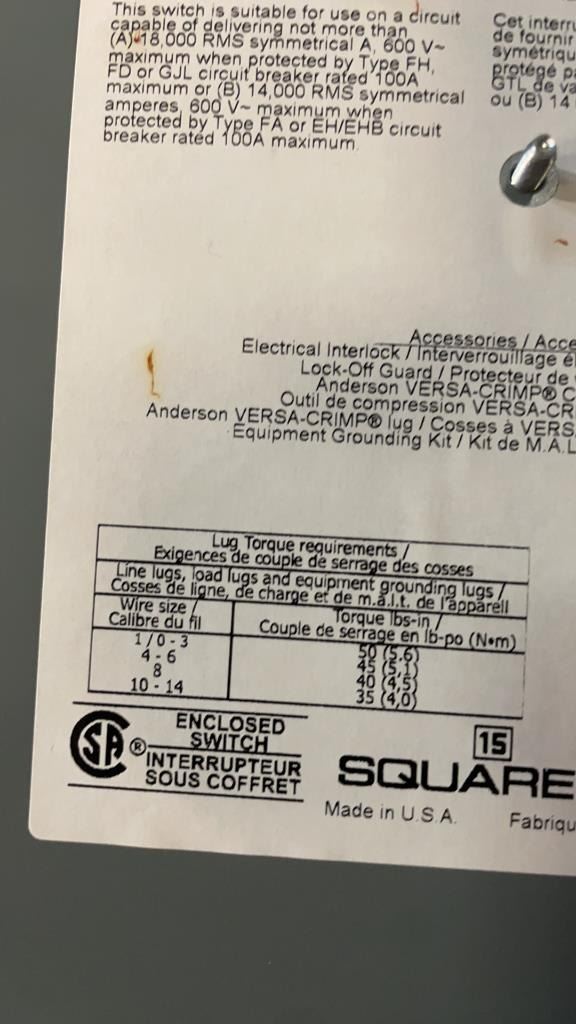 This switch is suitable for use on a circuit
capable of delivering not more than
(A) 18,000 RMS symmetrical A, 600 V~
maximum when protected by Type FH,
FD or GJL circuit breaker rated 100A
maximum or (B) 14,000 RMS symmetrical
amperes, 600 V~ maximum when
protected by Type FA or EH/EHB circuit
breaker rated 100A maximum.
Cet interru
de fournir
symétriqu
protégé pa
GTL de va
ou (B) 14
Accessories / Acce
Electrical Interlock / Interverrouillage él
Lock-Off Guard / Protecteur de
Anderson VERSA-CRIMP® C
Outil de compression VERSA-CR
Anderson VERSA-CRIMP® lug / Cosses à VERS
Equipment Grounding Kit / Kit de M.A.L
Lug Torque requirements /
Exigences de couple de serrage des cosses
Line lugs, load lugs and equipment grounding lugs /
Cosses de ligne, de charge et de m.a.l.t. de l'appareil
Wire size / Torque lbs-in /
Calibre du fil Couple de serrage en lb-po (N•m)
1/0 - 3 50 (5,6)
4 - 6 45 (5,1)
8 40 (4,5)
10 - 14 35 (4,0)
SA ® ENCLOSED
SWITCH
INTERRUPTEUR
SOUS COFFRET
15
SQUARE
Made in U.S.A. Fabriqu